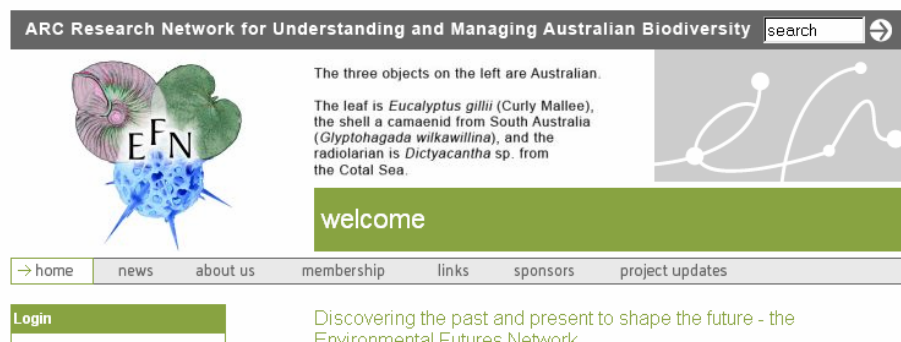 ARC Research Network for Understanding and Managing Australian Biodiversity
search
The three objects on the left are Australian.
The leaf is Eucalyptus gillii (Curly Mallee),
the shell a camaenid from South Australia
(Glyptohagada wilkawillina), and the
radiolarian is Dictyacantha sp. from
the Cotal Sea.
EFN
welcome
→ home news about us membership links sponsors project updates
Login
Discovering the past and present to shape the future - the
Environmental Futures Network